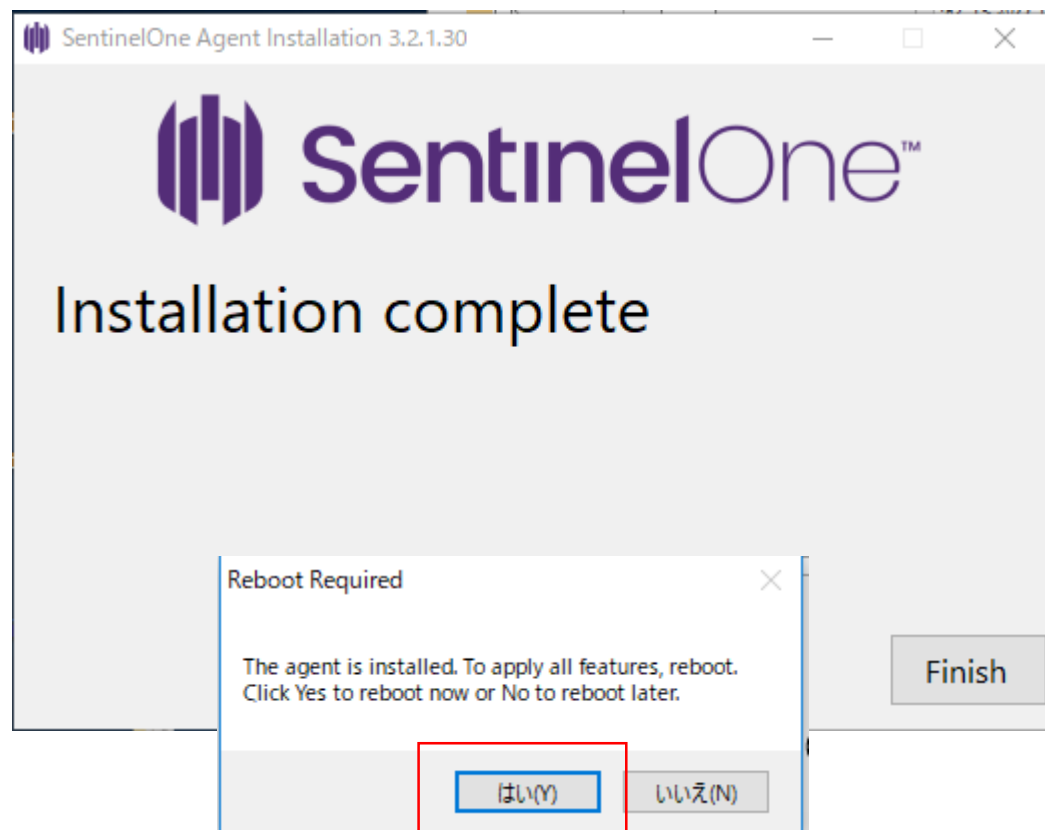 SentinelOne Agent Installation 3.2.1.30
SentinelOne™
Installation complete
Reboot Required
The agent is installed. To apply all features, reboot.
Click Yes to reboot now or No to reboot later.
Finish
はい(Y)
いいえ(N)